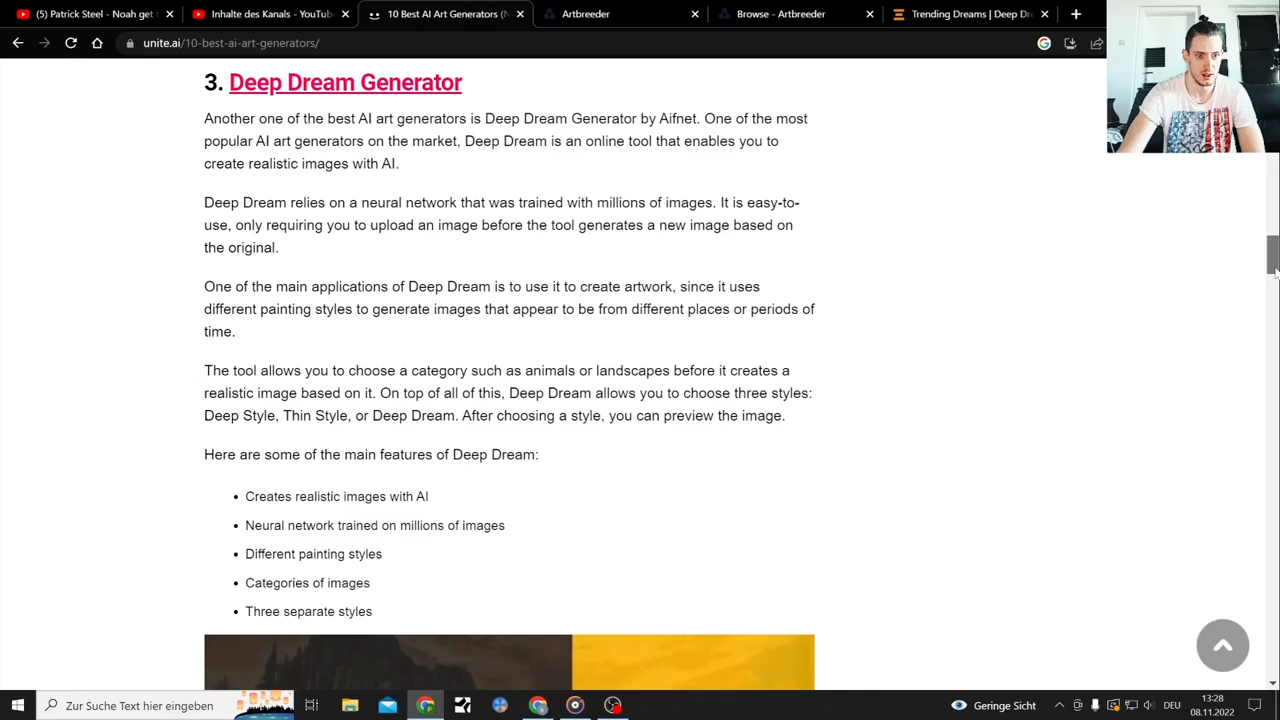 (5) Patrick Steel - Noah get
Inhalte des Kanals - YouTub
10 Best AI Art Generators (N
Artbreeder
Browse - Artbreeder
Trending Dreams | Deep Dr
unite.ai/10-best-ai-art-generators/
3. Deep Dream Generator
Another one of the best AI art generators is Deep Dream Generator by Aifnet. One of the most
popular AI art generators on the market, Deep Dream is an online tool that enables you to
create realistic images with AI.
Deep Dream relies on a neural network that was trained with millions of images. It is easy-to-
use, only requiring you to upload an image before the tool generates a new image based on
the original.
One of the main applications of Deep Dream is to use it to create artwork, since it uses
different painting styles to generate images that appear to be from different places or periods of
time.
The tool allows you to choose a category such as animals or landscapes before it creates a
realistic image based on it. On top of all of this, Deep Dream allows you to choose three styles:
Deep Style, Thin Style, or Deep Dream. After choosing a style, you can preview the image.
Here are some of the main features of Deep Dream:
• Creates realistic images with AI
• Neural network trained on millions of images
• Different painting styles
• Categories of images
• Three separate styles
Zur Suche Text hier eingeben
Geringe Sicht
DEU
13:28
08.11.2022